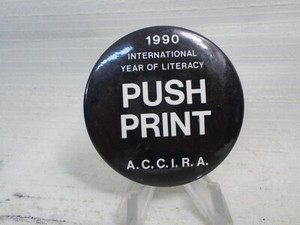 1990
INTERNATIONAL
YEAR OF LITERACY
PUSH
PRINT
A.C.C.I.R.A.